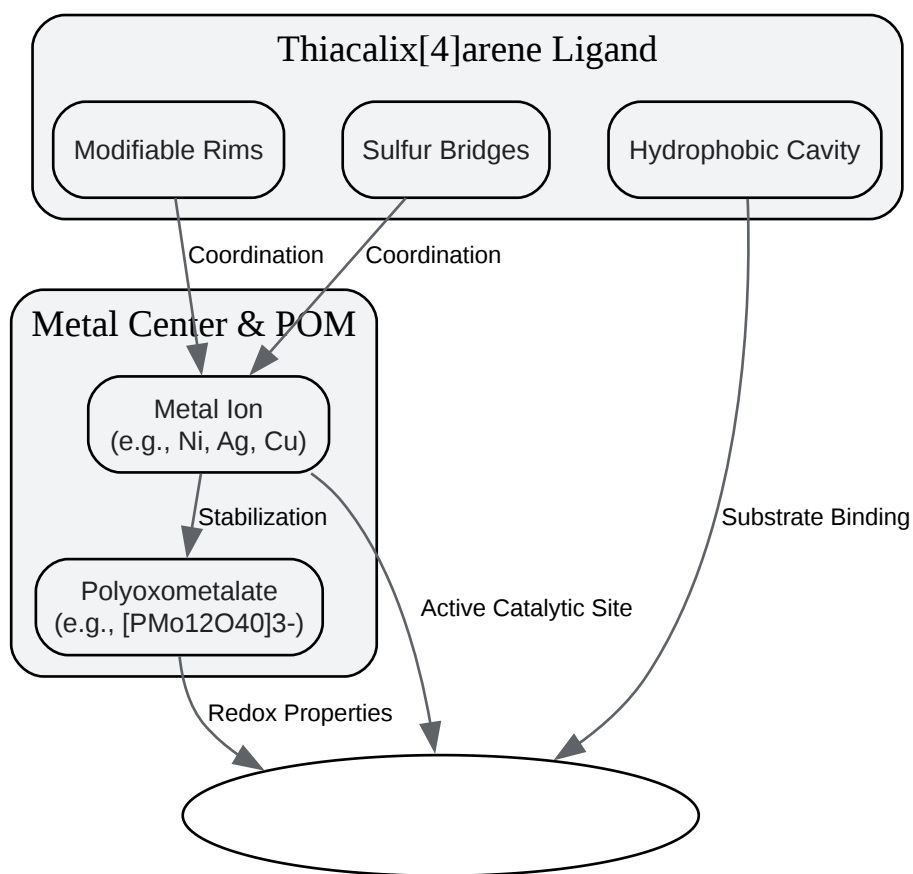 Thiacalix[4]arene Ligand
Modifiable Rims
Sulfur Bridges
Hydrophobic Cavity
Coordination
Coordination
Metal Center & POM
Metal Ion
(e.g., Ni, Ag, Cu)
Stabilization
Substrate Binding
Polyoxometalate
(e.g., [PMo12O40]3-)
Active Catalytic Site
Redox Properties